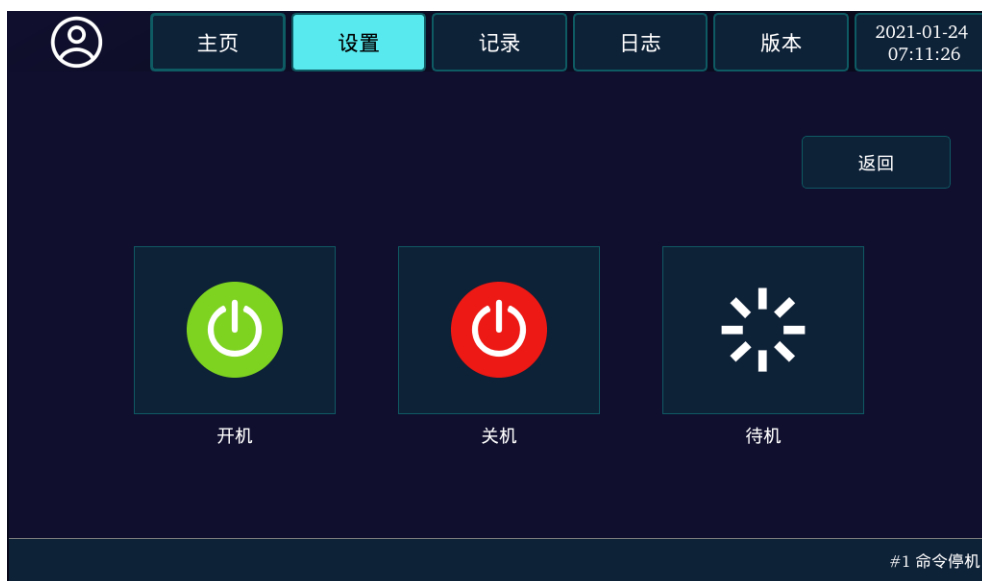 主页
设置
记录
日志
版本
2021-01-24
07:11:26
返回
开机
关机
待机
#1 命令停机